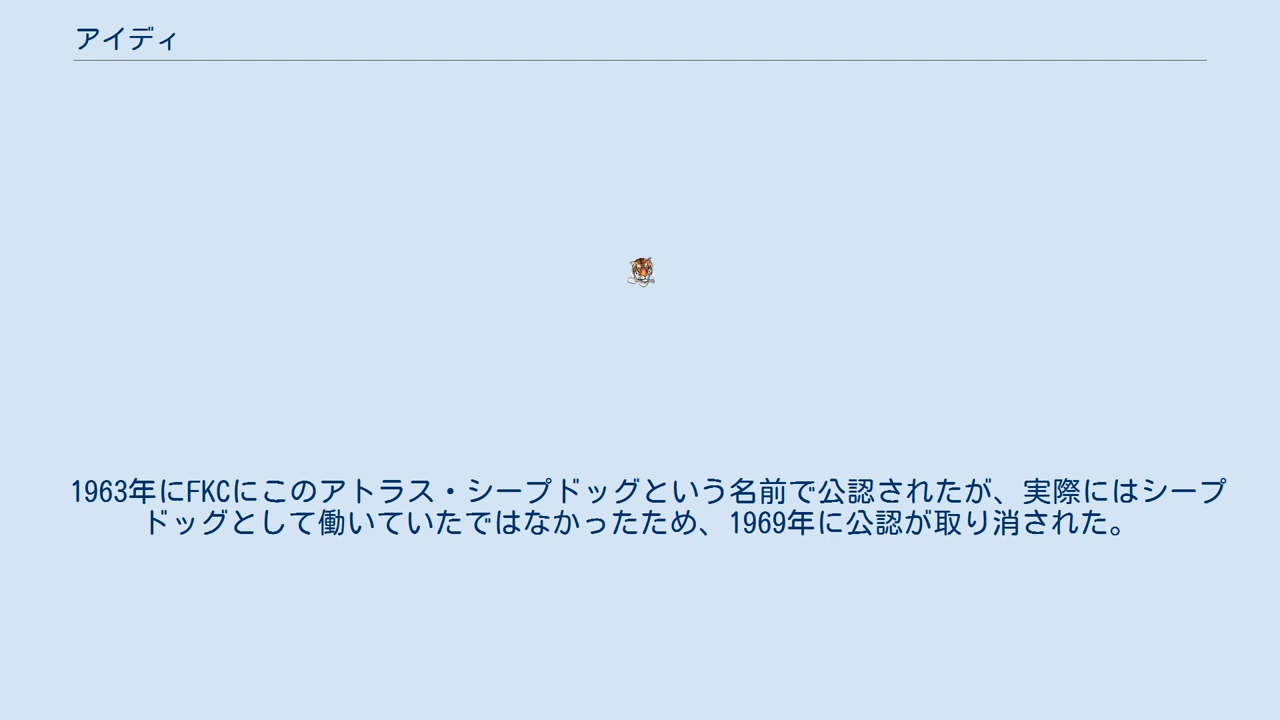 アイディ
1963年にFKCにこのアトラス・シープドッグという名前で公認されたが、実際にはシープ
ドッグとして働いていたではなかったため、1969年に公認が取り消された。